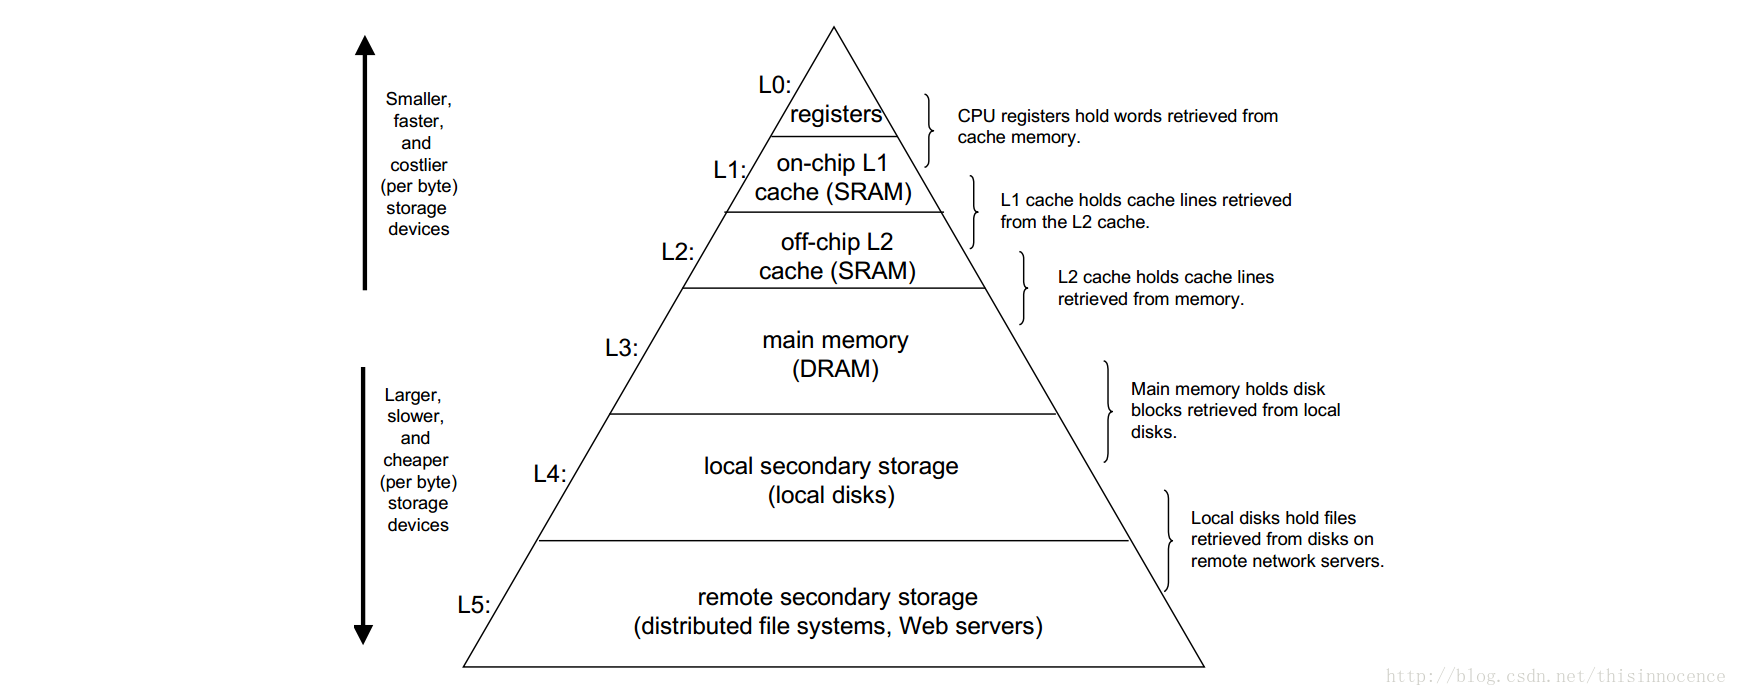 Smaller,
faster,
and
costlier
(per byte)
storage
devices
Larger,
slower,
and
cheaper
(per byte)
storage
devices
L0:
registers
CPU registers hold words retrieved from
cache memory.
L1:
on-chip L1
cache (SRAM)
L1 cache holds cache lines retrieved
from the L2 cache.
L2:
off-chip L2
cache (SRAM)
L2 cache holds cache lines
retrieved from memory.
L3:
main memory
(DRAM)
Main memory holds disk
blocks retrieved from local
disks.
L4:
local secondary storage
(local disks)
Local disks hold files
retrieved from disks on
remote network servers.
L5:
remote secondary storage
(distributed file systems, Web servers)
http://blog.csdn.net/thisinnocence